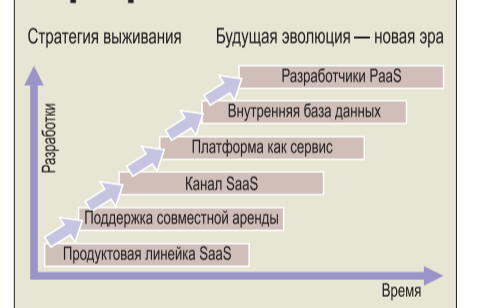 Стратегия выживания
Будущая эволюция — новая эра
Разработчики PaaS
Внутренняя база данных
Платформа как сервис
Канал SaaS
Поддержка совместной аренды
Продуктовая линейка SaaS
Разработки
Время